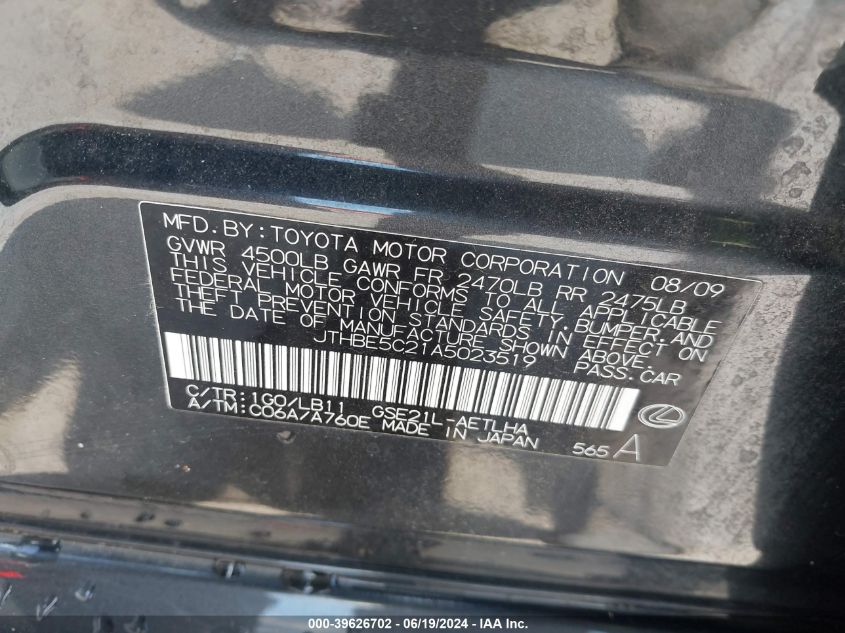 MFD.BY:TOYOTA MOTOR CORPORATION 08/09
GVWR 4500LB GAWR FR 2470LB RR 2475LB
THIS VEHICLE CONFORMS TO ALL APPLICABLE
FEDERAL MOTOR VEHICLE SAFETY,BUMPER,AND
THEFT PREVENTION STANDARDS IN EFFECT ON
THE DATE OF MANUFACTURE SHOWN ABOVE.
JTHBE5C21A5023519 PASS.CAR
C/TR:1G0/LB11 GSE21L-AETLHA
A/TM:C06A/A760E MADE IN JAPAN 565 A
000-39626702 - 06/19/2024 - IAA Inc.